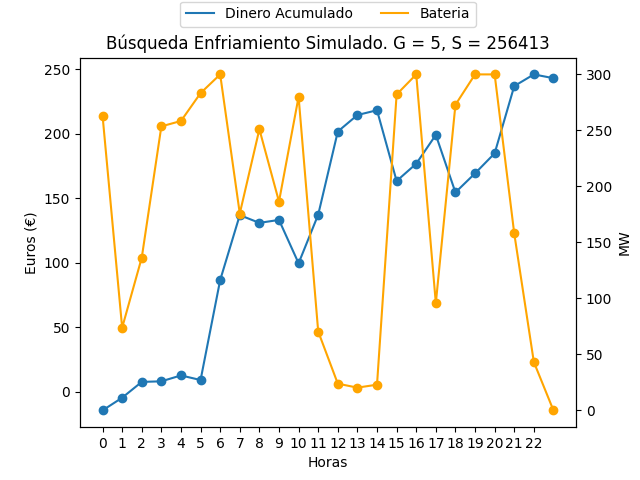 Dinero Acumulado Bateria
Búsqueda Enfriamiento Simulado. G = 5, S = 256413
250
200
150
100
50
0
Euros (€)
300
250
200
150
100
50
0
MW
0 1 2 3 4 5 6 7 8 9 10 11 12 13 14 15 16 17 18 19 20 21 22
Horas